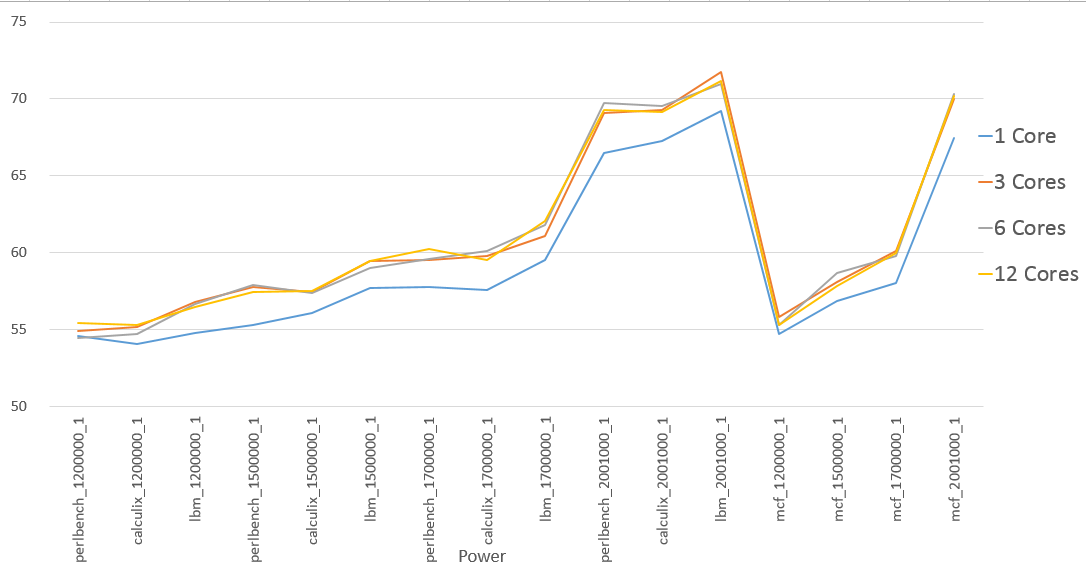 75
70
65
60
55
50
1 Core
3 Cores
6 Cores
12 Cores
perlbench_1200000_1
calculix_1200000_1
lbm_1200000_1
perlbench_1500000_1
calculix_1500000_1
lbm_1500000_1
perlbench_1700000_1
calculix_1700000_1
lbm_1700000_1
perlbench_2001000_1
calculix_2001000_1
lbm_2001000_1
mcf_1200000_1
mcf_1500000_1
mcf_1700000_1
mcf_2001000_1
Power